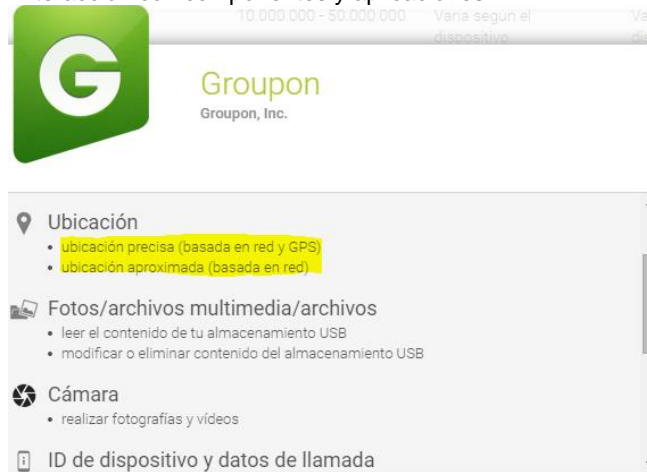 10.000.000 - 50.000.000 Varía según el
dispositivo
G
Groupon
Groupon, Inc.
Ubicación
• ubicación precisa (basada en red y GPS)
• ubicación aproximada (basada en red)
Fotos/archivos multimedia/archivos
• leer el contenido de tu almacenamiento USB
• modificar o eliminar contenido del almacenamiento USB
Cámara
• realizar fotografías y vídeos
ID de dispositivo y datos de llamada